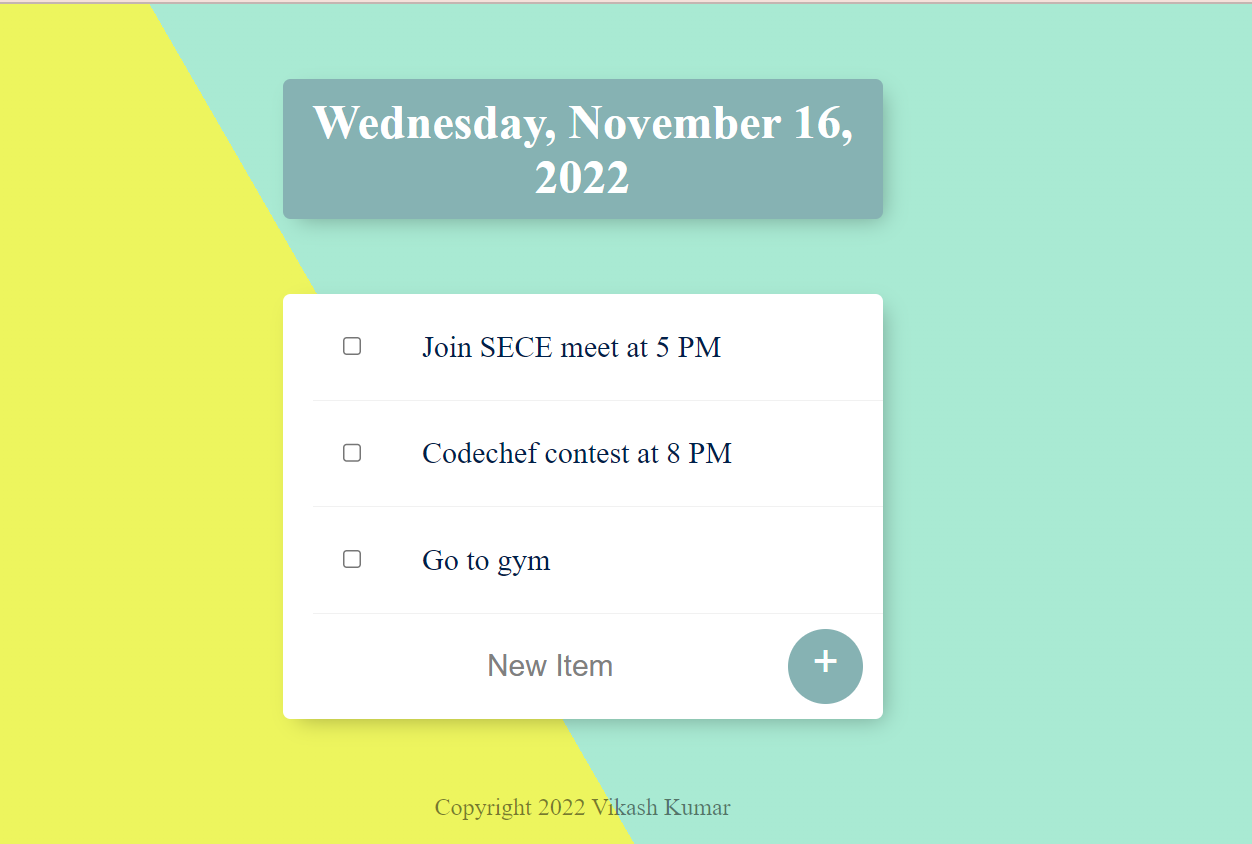 Wednesday, November 16,
2022
Join SECE meet at 5 PM
Codechef contest at 8 PM
Go to gym
New Item
+
Copyright 2022 Vikash Kumar